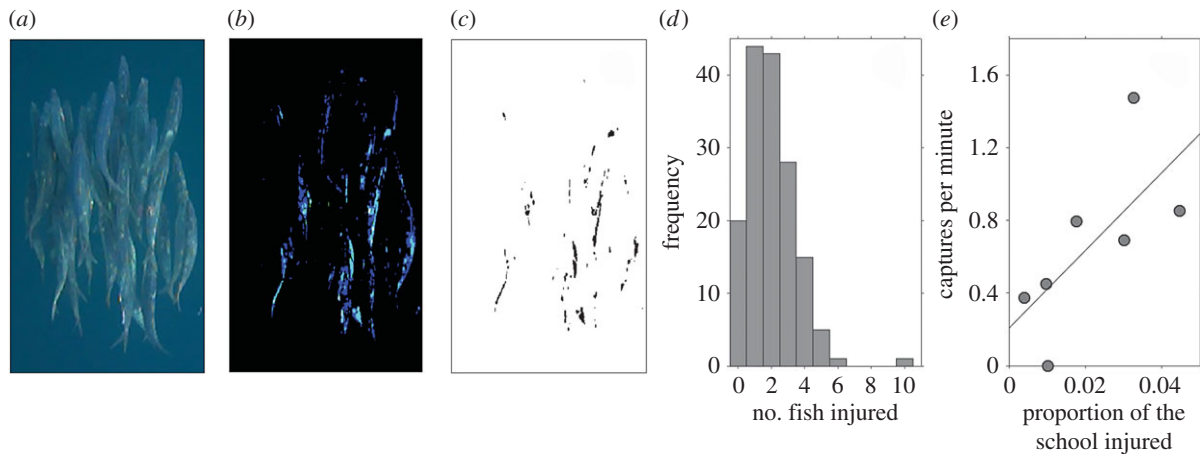 (a)
(b)
(c)
(d)
(e)
40
30
20
10
0
frequency
0 2 4 6 8 10
no. fish injured
1.6
1.2
0.8
0.4
0
captures per minute
0 0.02 0.04
proportion of the
school injured